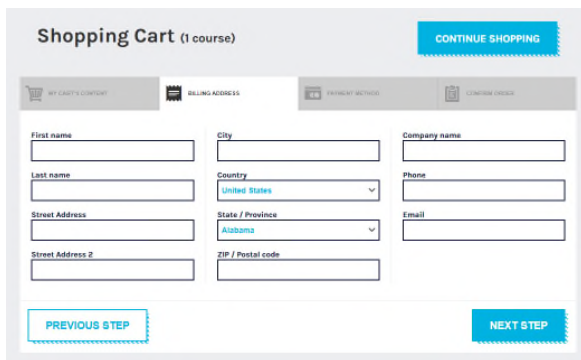 Shopping Cart (1 course)
CONTINUE SHOPPING
MY CART'S CONTENT
BILLING ADDRESS
PAYMENT METHOD
CONFIRM ORDER
First name
Last name
Street Address
Street Address 2
City
Country
United States
State / Province
Alabama
ZIP / Postal code
Company name
Phone
Email
PREVIOUS STEP
NEXT STEP